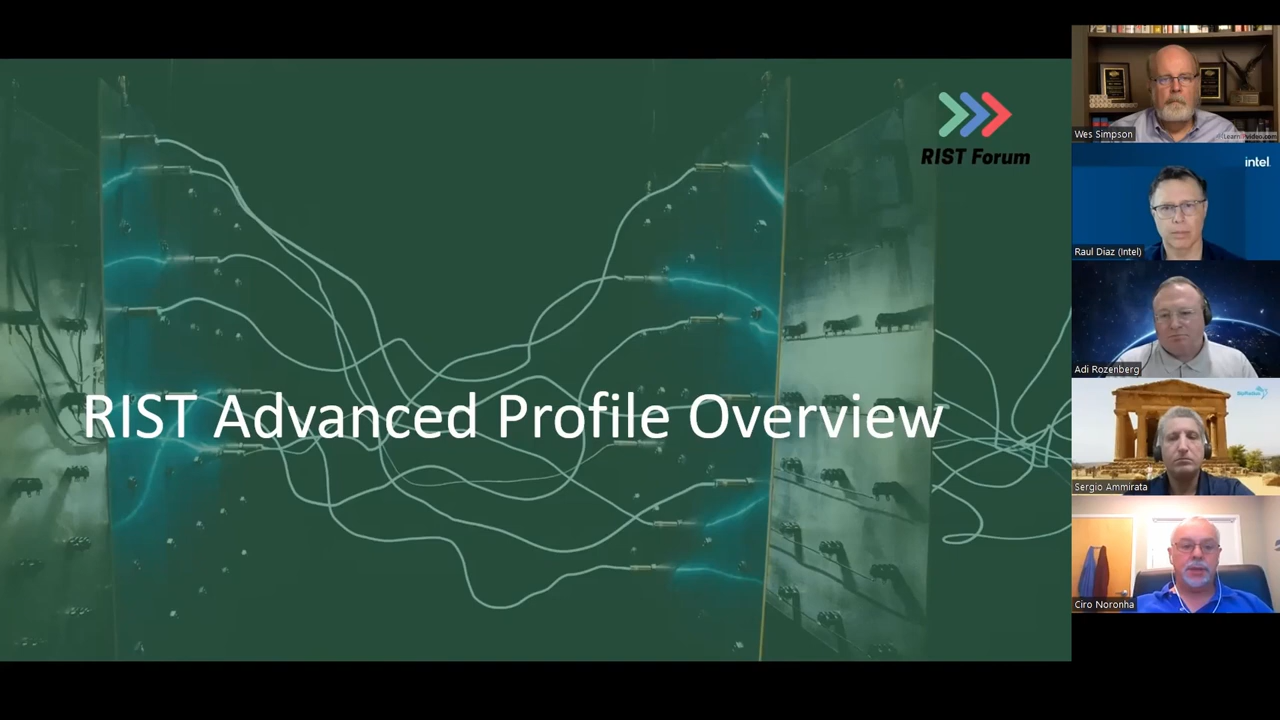 RIST Forum
RIST Advanced Profile Overview
Wes Simpson
intel.
Raul Diaz (Intel)
Adi Rozenberg
Sergio Ammirata
Ciro Noronha